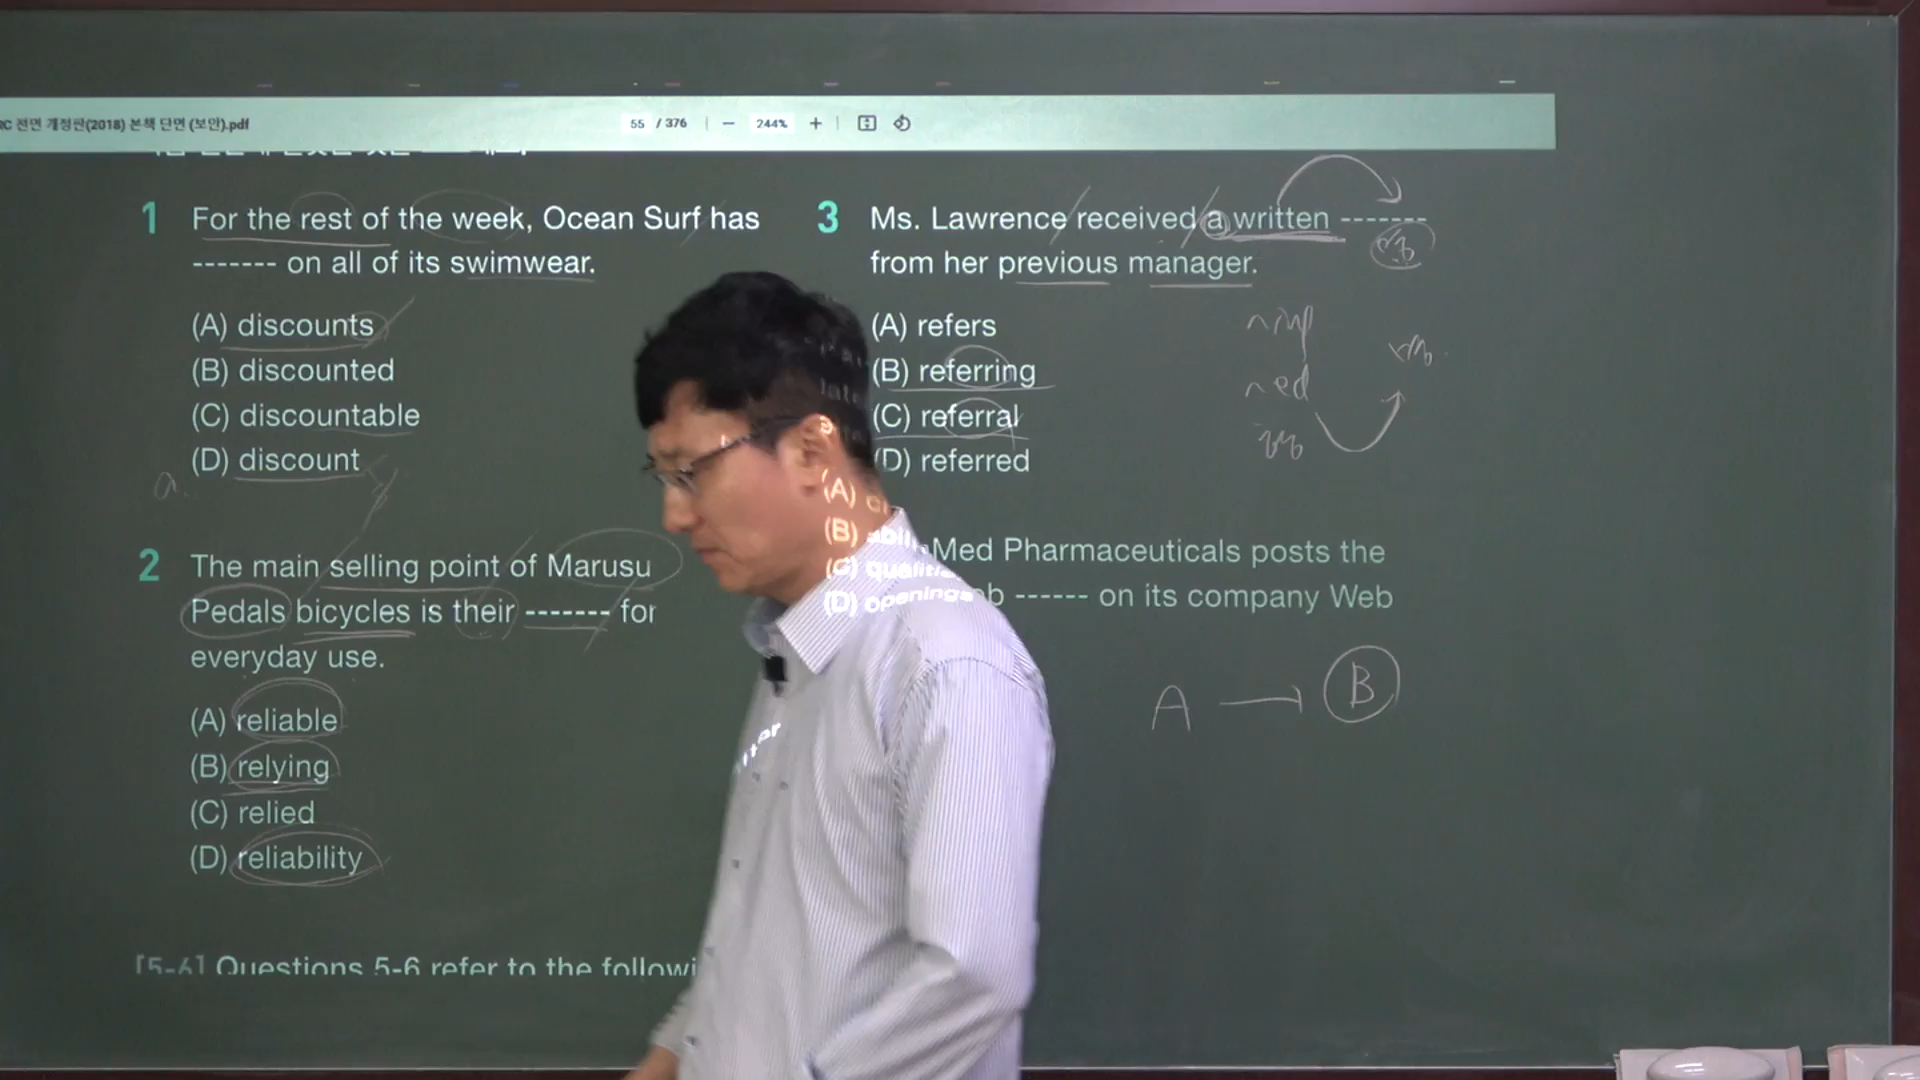 RC 전면 개정판(2018) 본책 단면 (보안).pdf
55 / 376 | — 244% + |
1 For the rest of the week, Ocean Surf has
------- on all of its swimwear.
(A) discounts
(B) discounted
(C) discountable
(D) discount
a.
2 The main selling point of Marusu
Pedals bicycles is their ------- for
everyday use.
(A) reliable
(B) relying
(C) relied
(D) reliability
[5-6] Questions 5-6 refer to the
3 Ms. Lawrence received a written -------
from her previous manager.
(A) refers
(B) referring
(C) referral
(D) referred
Med Pharmaceuticals posts the
------ on its company Web
(A)
(B)
(C)
(D) openings
A → B